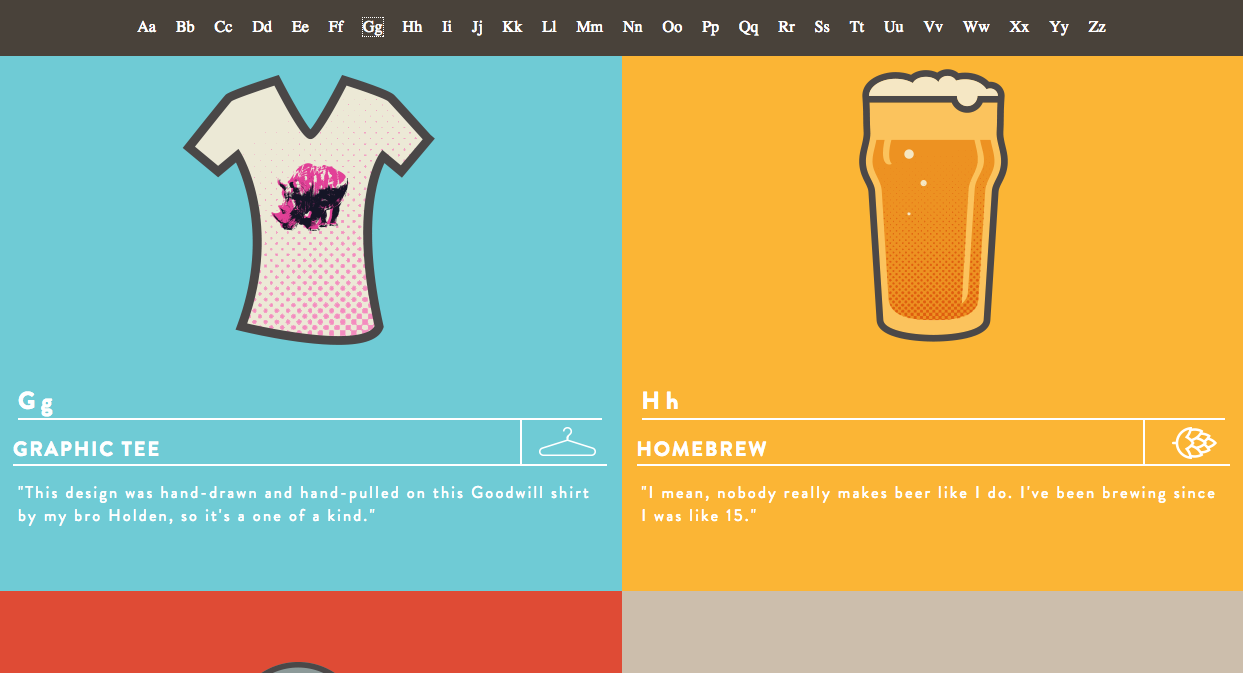 Aa Bb Cc Dd Ee Ff Gg Hh Ii Jj Kk Ll Mm Nn Oo Pp Qq Rr Ss Tt Uu Vv Ww Xx Yy Zz
G g
GRAPHIC TEE
"This design was hand-drawn and hand-pulled on this Goodwill shirt
by my bro Holden, so it's a one of a kind."
H h
HOMEBREW
"I mean, nobody really makes beer like I do. I've been brewing since
I was like 15."